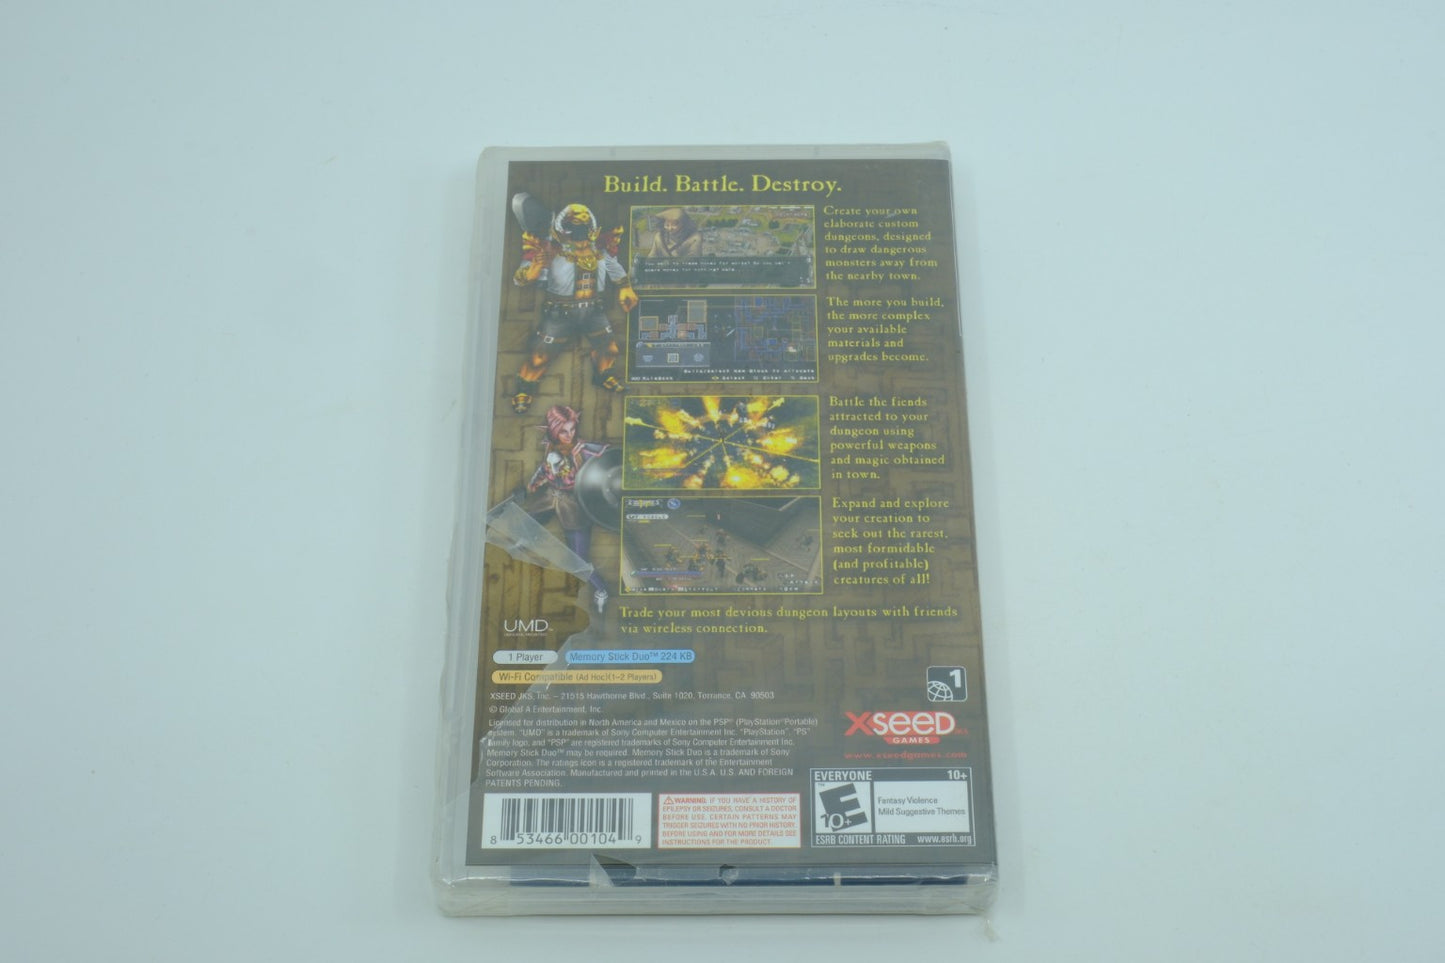 Build. Battle. Destroy.
Create your own
elaborate custom
dungeons, designed
to draw dangerous
monsters away from
the nearby town.
The more you build,
the more complex
your available
materials and
upgrades become.
Battle the fiends
attracted to your
dungeon using
powerful weapons
and magic obtained
in town.
Expand and explore
your creation to
seek out the rarest,
most formidable
(and profitable)
creatures of all!
Trade your most devious dungeon layouts with friends
via wireless connection.
UMD
1 Player
Memory Stick Duo™ 224 KB
Wi-Fi Compatible (Ad Hoc)(1-2 Players)
1
XSEED JKS, Inc. – 21515 Hawthorne Blvd., Suite 1020, Torrance, CA 90503
© Global A Entertainment, Inc.
Licensed for distribution in North America and Mexico on the PSP® (PlayStation®Portable)
system. "UMD" is a trademark of Sony Computer Entertainment Inc. "PlayStation", "PS"
family logo, and "PSP" are registered trademarks of Sony Computer Entertainment Inc.
Memory Stick Duo™ may be required. Memory Stick Duo is a trademark of Sony
Corporation. The ratings icon is a registered trademark of the Entertainment
Software Association. Manufactured and printed in the U.S.A. U.S. AND FOREIGN
PATENTS PENDING.
XSEED
GAMES
www.xseedgames.com
EVERYONE 10+
E
10+
Fantasy Violence
Mild Suggestive Themes
ESRB CONTENT RATING www.esrb.org
8 53466 00104 9
WARNING: IF YOU HAVE A HISTORY OF
EPILEPSY OR SEIZURES, CONSULT A DOCTOR
BEFORE USE. CERTAIN PATTERNS MAY
TRIGGER SEIZURES WITH NO PRIOR HISTORY.
BEFORE USING AND FOR MORE DETAILS SEE
INSTRUCTIONS FOR THE PRODUCT.